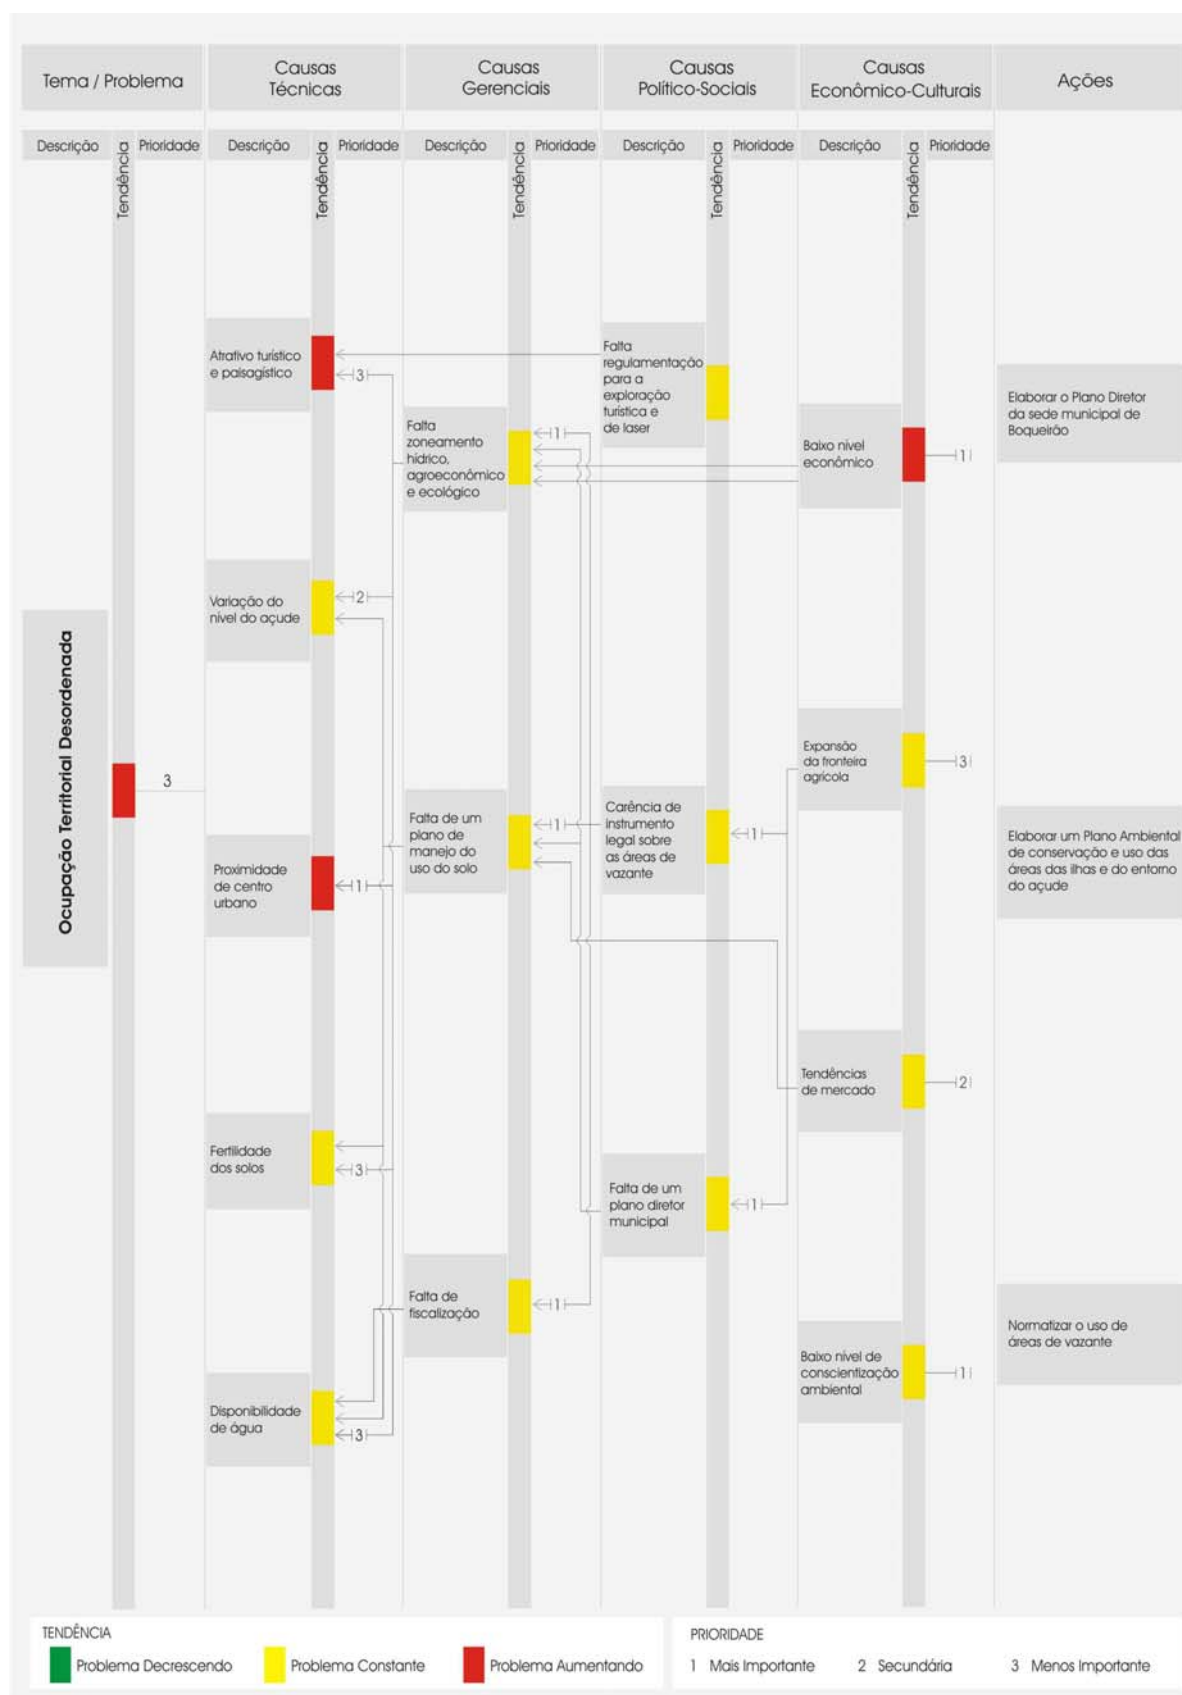 Tema / Problema
Causas
Técnicas
Causas
Gerenciais
Causas
Político-Sociais
Causas
Econômico-Culturais
Ações
Descrição
Tendência
Prioridade
Descrição
Tendência
Prioridade
Descrição
Tendência
Prioridade
Descrição
Tendência
Prioridade
Descrição
Tendência
Prioridade
Ocupação Territorial Desordenada
3
Atrativo turístico
e paisagístico
3
Variação do
nível do açude
2
Proximidade
de centro
urbano
1
Fertilidade
dos solos
3
Disponibilidade
de água
3
Falta
zoneamento
hídrico,
agroeconômico
e ecológico
1
Falta de um
plano de
manejo do
uso do solo
1
Falta de
fiscalização
1
Falta
regulamentação
para a
exploração
turística e
de laser
Carência de
instrumento
legal sobre
as áreas de
vazante
1
Falta de um
plano diretor
municipal
1
Baixo nível
econômico
1
Expansão
da fronteira
agrícola
3
Tendências
de mercado
2
Baixo nível de
conscientização
ambiental
1
Elaborar o Plano Diretor
da sede municipal de
Boqueirão
Elaborar um Plano Ambiental
de conservação e uso das
áreas das ilhas e do entorno
do açude
Normatizar o uso de
áreas de vazante
TENDÊNCIA
Problema Decrescendo
Problema Constante
Problema Aumentando
PRIORIDADE
1 Mais Importante
2 Secundária
3 Menos Importante